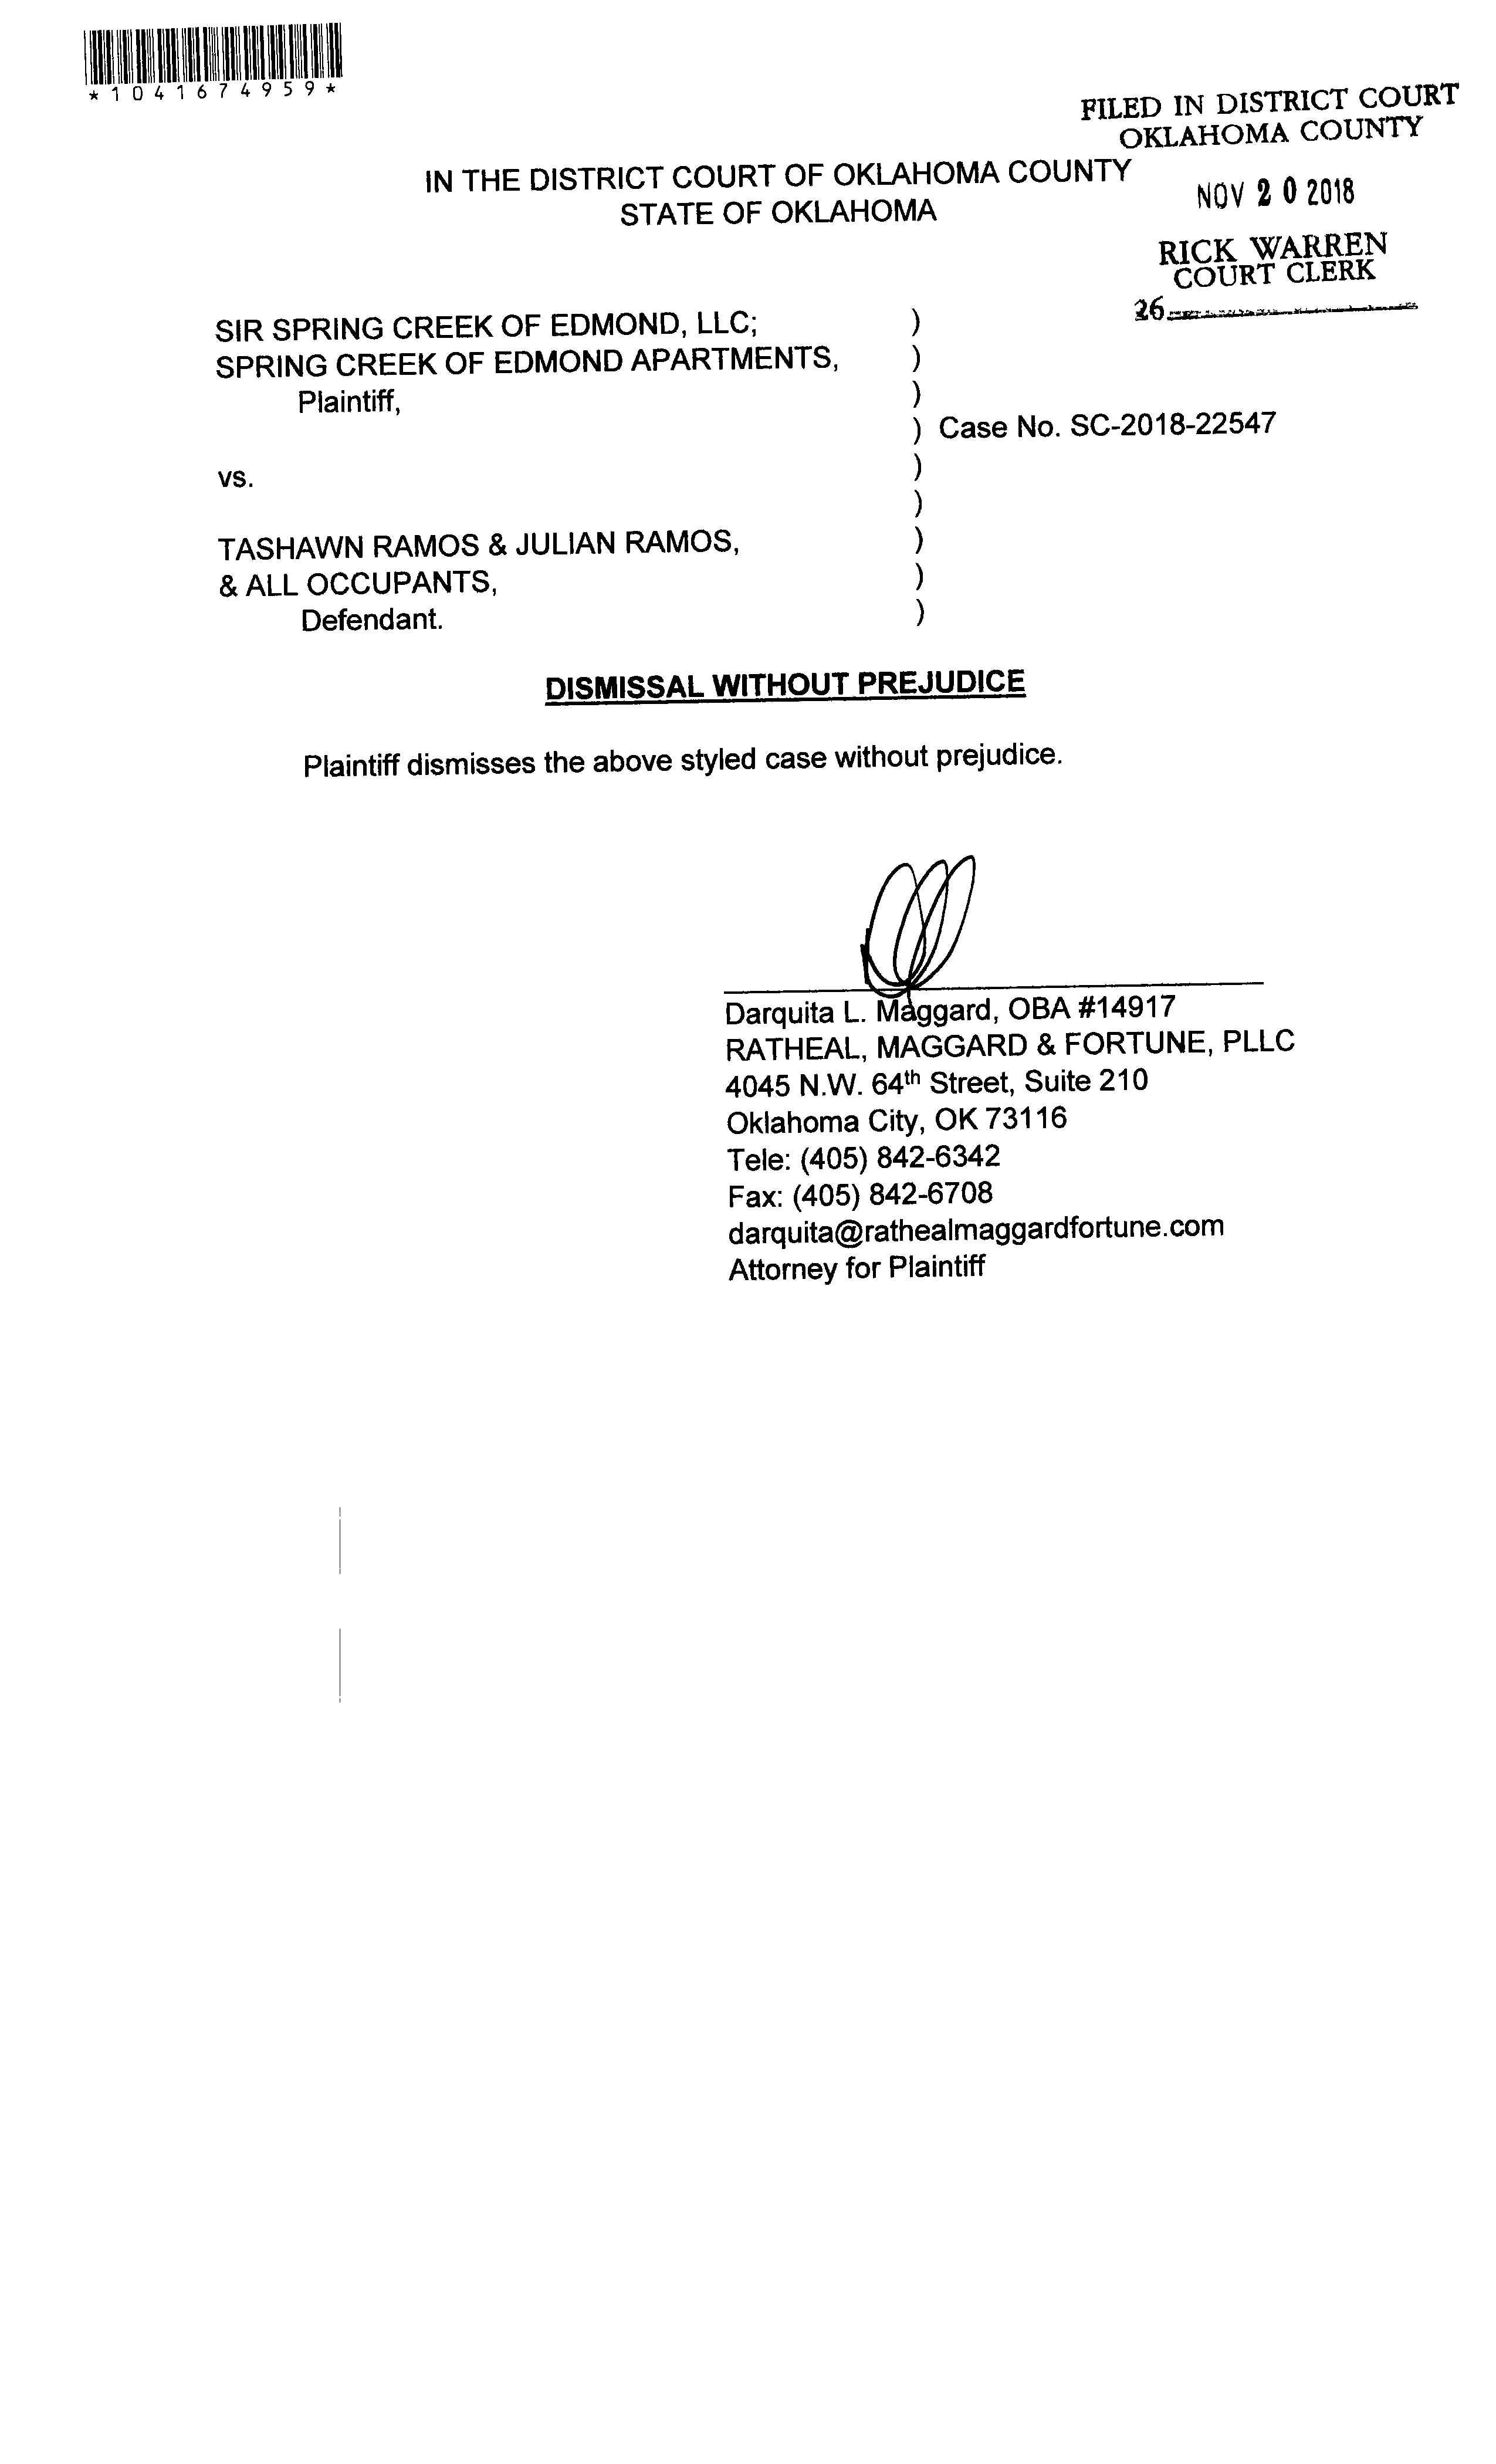 *1041674959*
FILED IN DISTRICT COURT
OKLAHOMA COUNTY
IN THE DISTRICT COURT OF OKLAHOMA COUNTY
STATE OF OKLAHOMA
NOV 20 2018
RICK WARREN
COURT CLERK
26
SIR SPRING CREEK OF EDMOND, LLC; )
SPRING CREEK OF EDMOND APARTMENTS, )
Plaintiff, )
) Case No. SC-2018-22547
vs. )
)
TASHAWN RAMOS & JULIAN RAMOS, )
& ALL OCCUPANTS, )
Defendant. )
DISMISSAL WITHOUT PREJUDICE
Plaintiff dismisses the above styled case without prejudice.
Darquita L. Maggard, OBA #14917
RATHEAL, MAGGARD & FORTUNE, PLLC
4045 N.W. 64th Street, Suite 210
Oklahoma City, OK 73116
Tele: (405) 842-6342
Fax: (405) 842-6708
darquita@rathealmaggardfortune.com
Attorney for Plaintiff